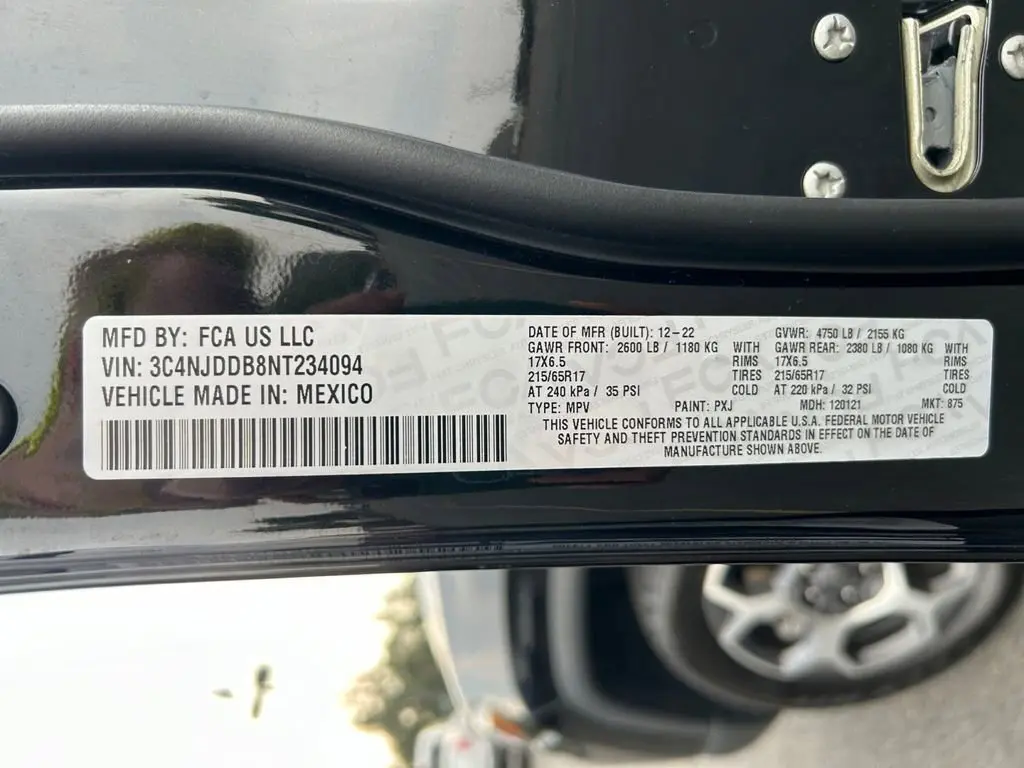 MFD BY: FCA US LLC
VIN: 3C4NJDDB8NT234094
VEHICLE MADE IN: MEXICO
DATE OF MFR (BUILT): 12-22 GVWR: 4750 LB / 2155 KG
GAWR FRONT: 2600 LB / 1180 KG WITH GAWR REAR: 2380 LB / 1080 KG WITH
17X6.5 RIMS 17X6.5 RIMS
215/65R17 TIRES 215/65R17 TIRES
AT 240 kPa / 35 PSI COLD AT 220 kPa / 32 PSI COLD
TYPE: MPV PAINT: PXJ MDH: 120121 MKT: 875
THIS VEHICLE CONFORMS TO ALL APPLICABLE U.S.A. FEDERAL MOTOR VEHICLE
SAFETY AND THEFT PREVENTION STANDARDS IN EFFECT ON THE DATE OF
MANUFACTURE SHOWN ABOVE.